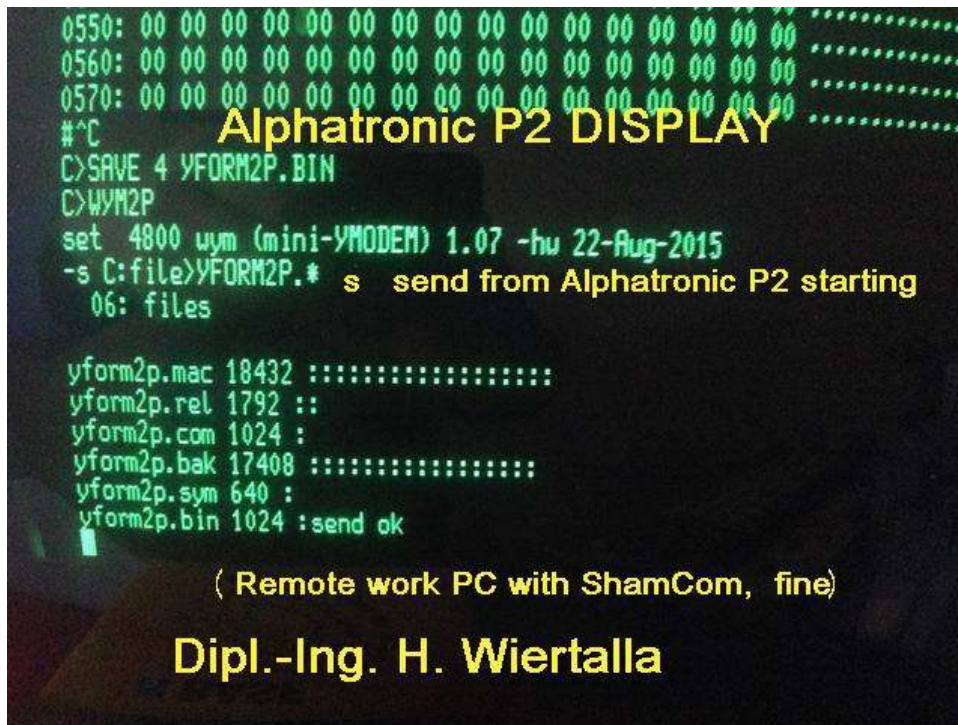 0550: 00 00 00 00 00 00 00 00 00 00 00 00 00 00 00 00 ................
0560: 00 00 00 00 00 00 00 00 00 00 00 00 00 00 00 00 ................
0570: 00 00 00 00 00 00 00 00 00 00 00 00 00 00 00 00 ................
#^C
Alphatronic P2 DISPLAY
C>SAVE 4 YFORM2P.BIN
C>WYM2P
set 4800 wym (mini-YMODEM) 1.07 -hw 22-Aug-2015
-s C:file>YFORM2P.* s send from Alphatronic P2 starting
06: files
yform2p.mac 18432 ::::::::::::::::::
yform2p.rel 1792 ::
yform2p.com 1024 :
yform2p.bak 17408 :::::::::::::::::
yform2p.sym 640 :
yform2p.bin 1024 :send ok
( Remote work PC with ShamCom, fine)
Dipl.-Ing. H. Wiertalla